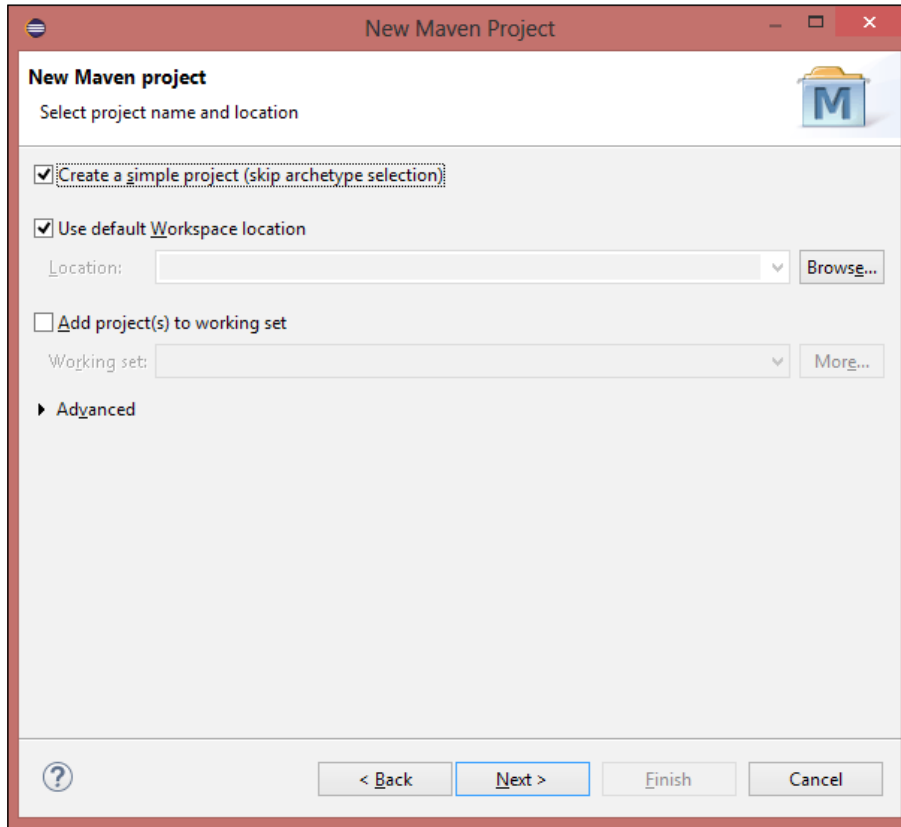 New Maven Project
New Maven project
Select project name and location
M
Create a simple project (skip archetype selection)
Use default Workspace location
Location:
Browse...
Add project(s) to working set
Working set:
More...
Advanced
?
< Back
Next >
Finish
Cancel